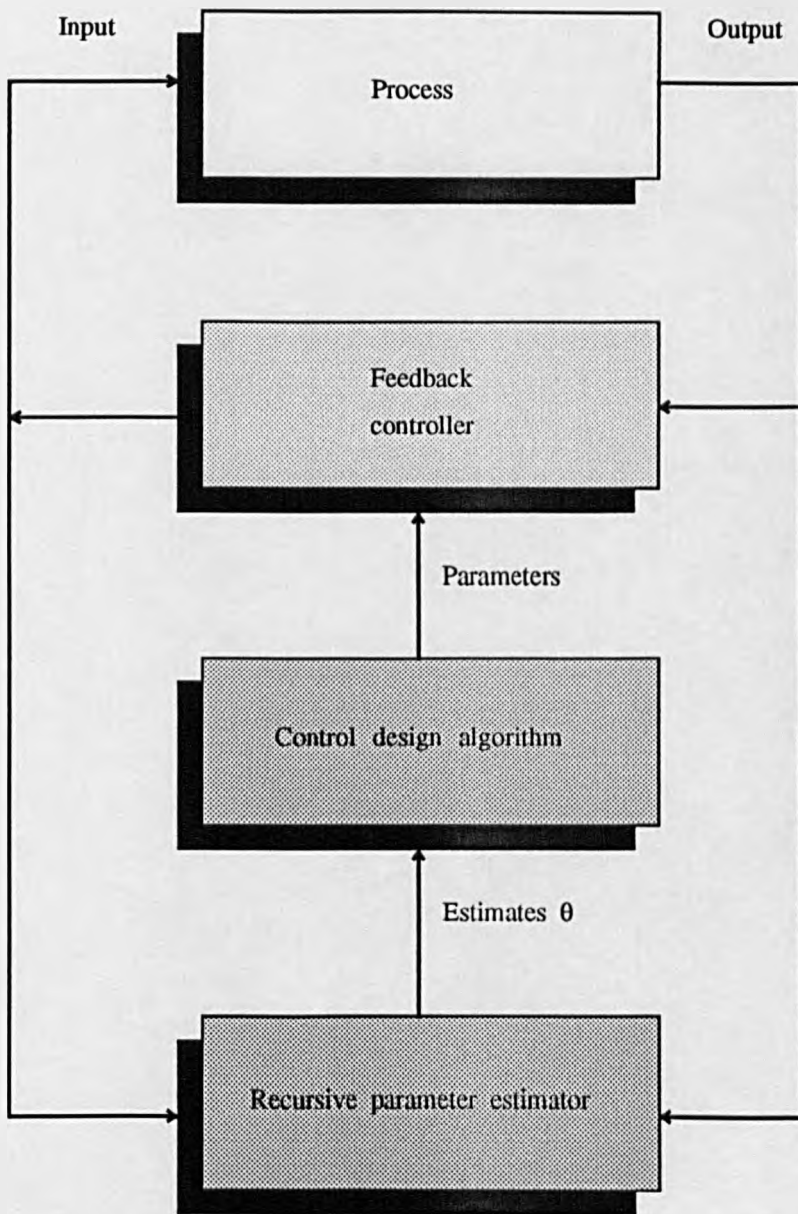 Input
Output
Process
Feedback
controller
Parameters
Control design algorithm
Estimates θ
Recursive parameter estimator